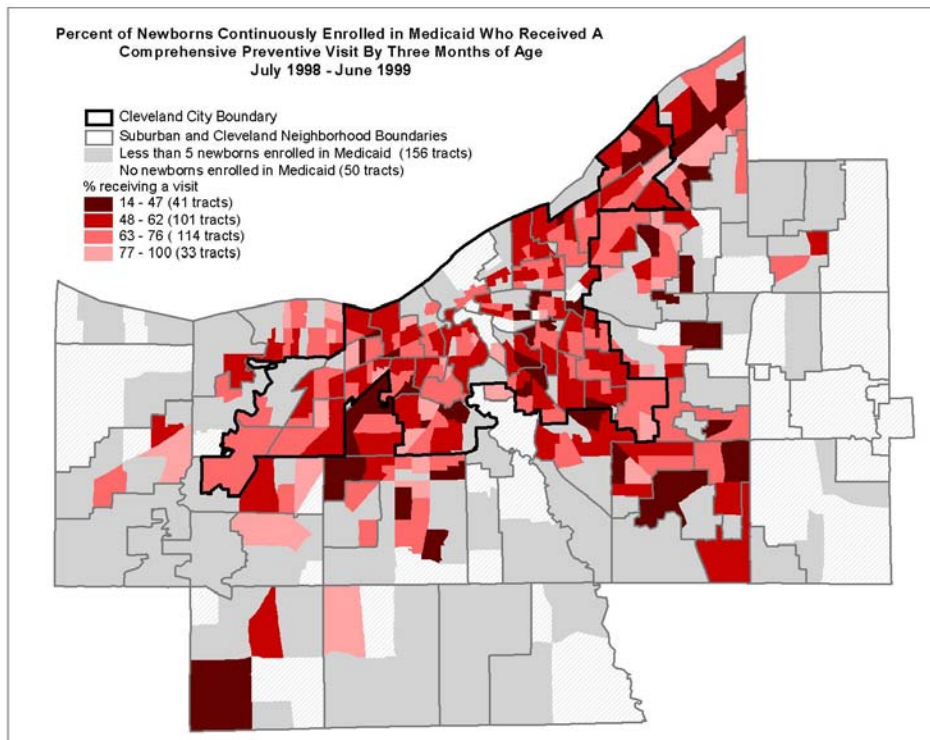 Percent of Newborns Continuously Enrolled in Medicaid Who Received A
Comprehensive Preventive Visit By Three Months of Age
July 1998 - June 1999
Cleveland City Boundary
Suburban and Cleveland Neighborhood Boundaries
Less than 5 newborns enrolled in Medicaid (156 tracts)
No newborns enrolled in Medicaid (50 tracts)
% receiving a visit
14 - 47 (41 tracts)
48 - 62 (101 tracts)
63 - 76 ( 114 tracts)
77 - 100 (33 tracts)